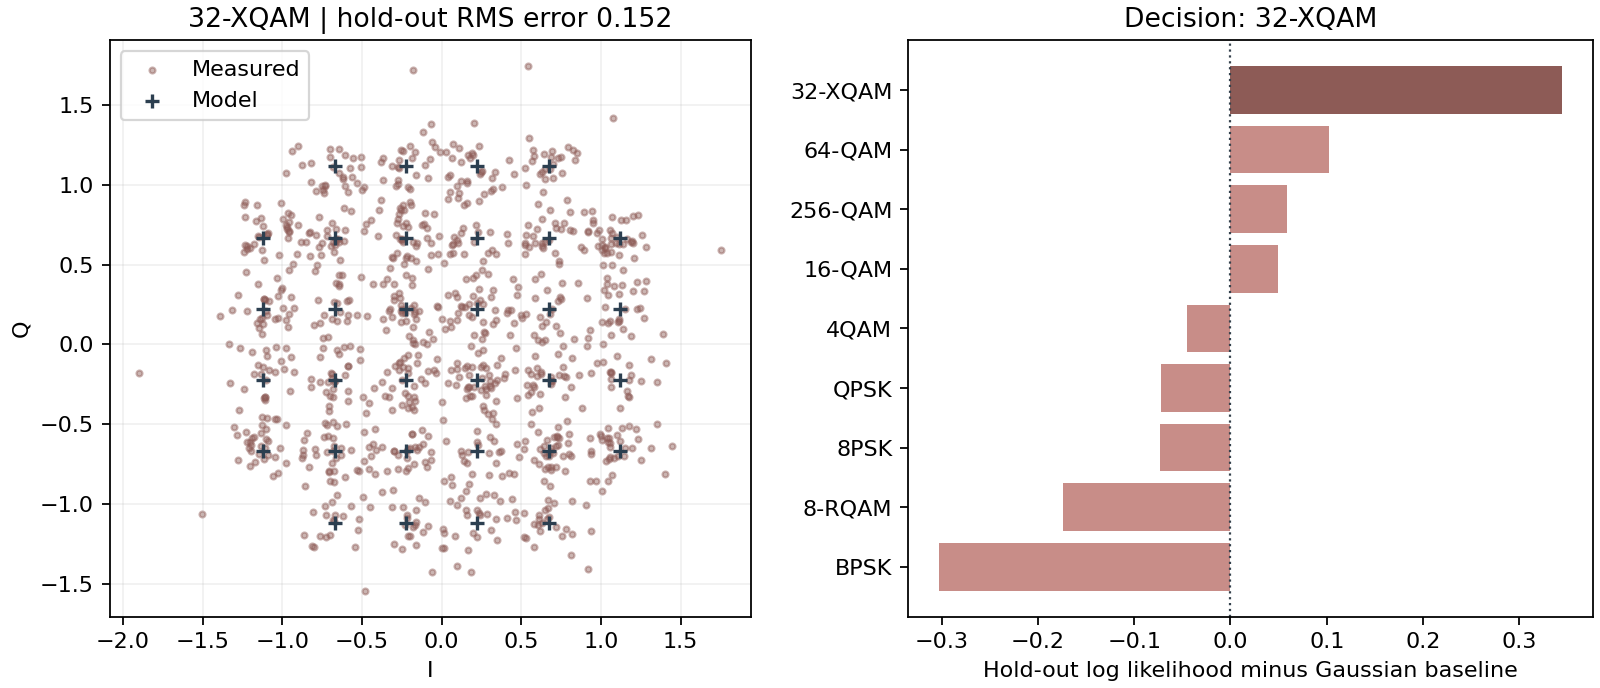 32-XQAM | hold-out RMS error 0.152
Measured
Model
1.5
1.0
0.5
0.0
−0.5
−1.0
−1.5
Q
−2.0 −1.5 −1.0 −0.5 0.0 0.5 1.0 1.5
I
Decision: 32-XQAM
32-XQAM
64-QAM
256-QAM
16-QAM
4QAM
QPSK
8PSK
8-RQAM
BPSK
−0.3 −0.2 −0.1 0.0 0.1 0.2 0.3
Hold-out log likelihood minus Gaussian baseline